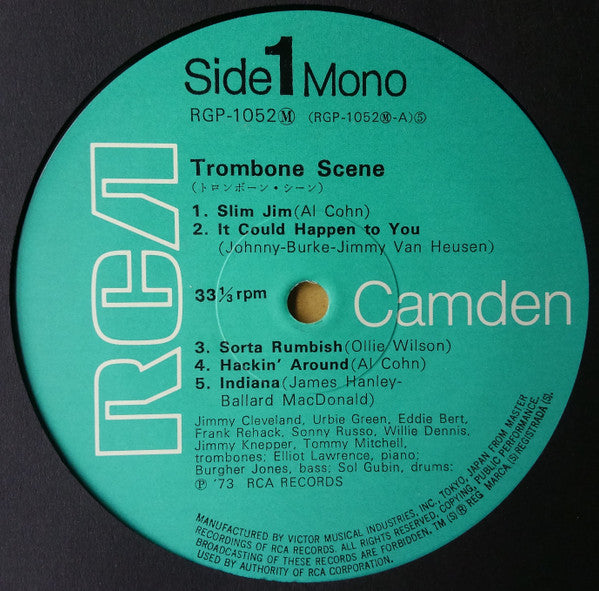 Side 1 Mono
RGP-1052Ⓜ (RGP-1052Ⓜ-A)⑤
RCA
Trombone Scene
(トロンボーン・シーン)
1. Slim Jim(Al Cohn)
2. It Could Happen to You
(Johnny-Burke-Jimmy Van Heusen)
33⅓ rpm
Camden
3. Sorta Rumbish(Ollie Wilson)
4. Hackin' Around(Al Cohn)
5. Indiana(James Hanley-
Ballard MacDonald)
Jimmy Cleveland, Urbie Green, Eddie Bert,
Frank Rehack, Sonny Russo, Willie Dennis,
Jimmy Knepper, Tommy Mitchell,
trombones; Elliot Lawrence, piano;
Burgher Jones, bass; Sol Gubin, drums:
Ⓟ '73 RCA RECORDS
MANUFACTURED BY VICTOR MUSICAL INDUSTRIES, INC., TOKYO, JAPAN FROM MASTER
RECORDINGS OF RCA RECORDS. ALL RIGHTS RESERVED, COPYING, PUBLIC PERFORMANCE,
BROADCASTING OF THESE RECORDS ARE FORBIDDEN, TM (S) ® REG MARCA (S) REGISTRADA (S).
USED BY AUTHORITY OF RCA CORPORATION.